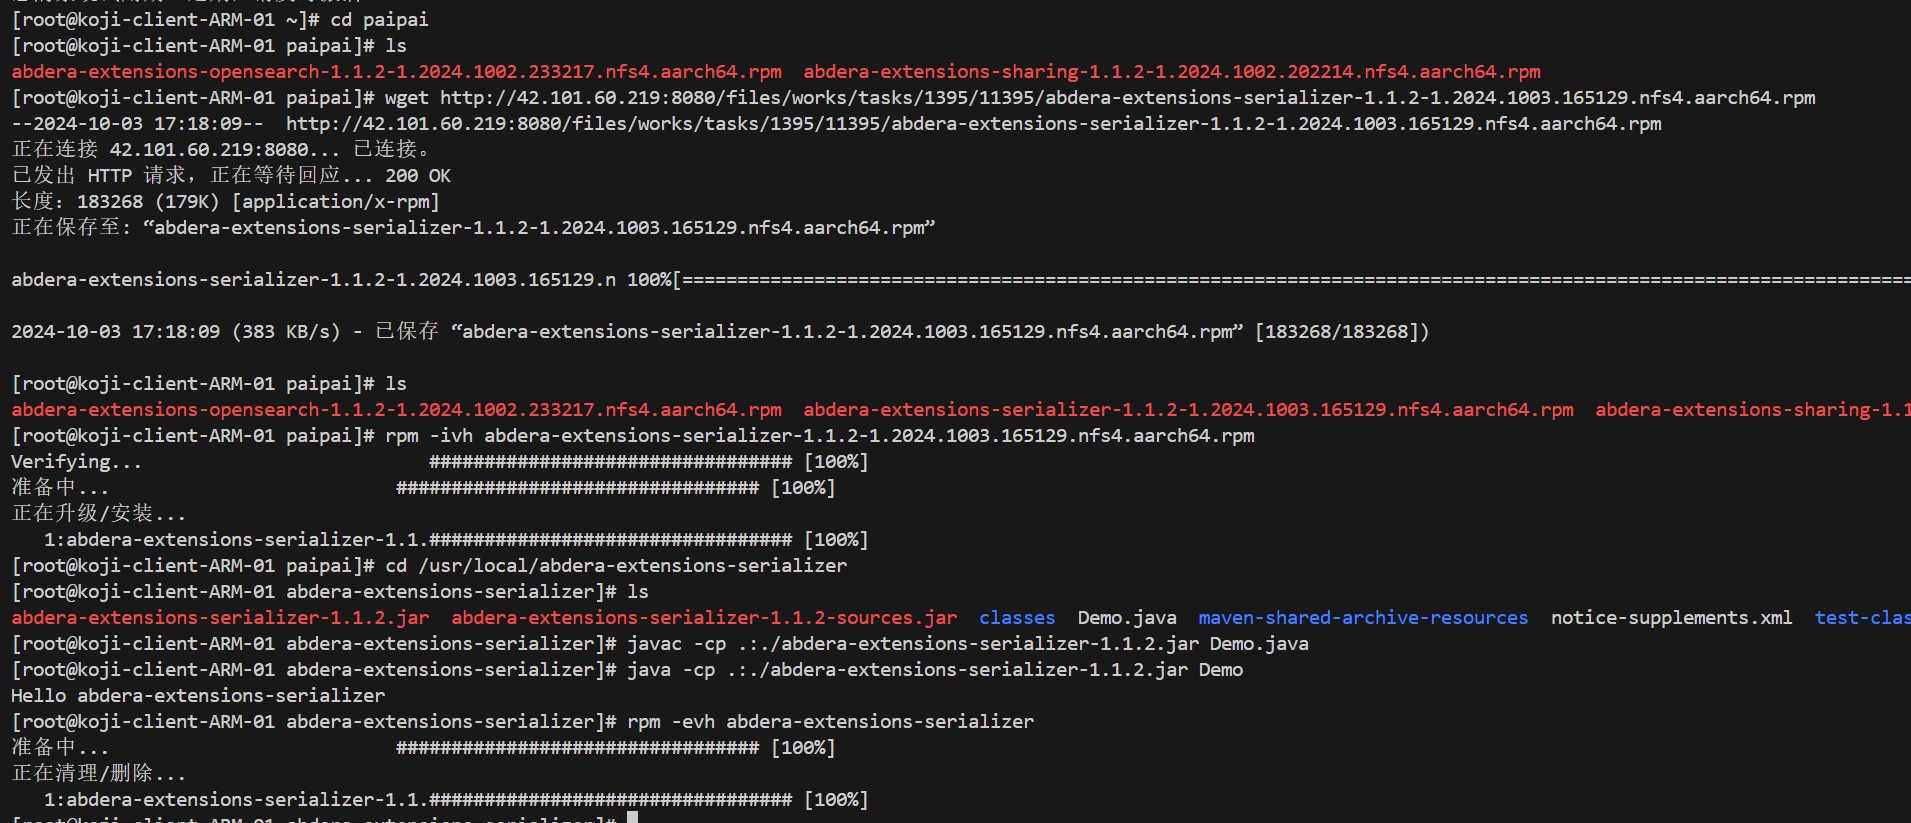 [root@koji-client-ARM-01 ~]# cd paipai
[root@koji-client-ARM-01 paipai]# ls
abdera-extensions-opensearch-1.1.2-1.2024.1002.233217.nfs4.aarch64.rpm  abdera-extensions-sharing-1.1.2-1.2024.1002.202214.nfs4.aarch64.rpm
[root@koji-client-ARM-01 paipai]# wget http://42.101.60.219:8080/files/works/tasks/1395/11395/abdera-extensions-serializer-1.1.2-1.2024.1003.165129.nfs4.aarch64.rpm
--2024-10-03 17:18:09--  http://42.101.60.219:8080/files/works/tasks/1395/11395/abdera-extensions-serializer-1.1.2-1.2024.1003.165129.nfs4.aarch64.rpm
正在连接 42.101.60.219:8080... 已连接。
已发出 HTTP 请求，正在等待回应... 200 OK
长度：183268 (179K) [application/x-rpm]
正在保存至: “abdera-extensions-serializer-1.1.2-1.2024.1003.165129.nfs4.aarch64.rpm”
abdera-extensions-serializer-1.1.2-1.2024.1003.165129.n 100%[================================================================================================================
2024-10-03 17:18:09 (383 KB/s) - 已保存 “abdera-extensions-serializer-1.1.2-1.2024.1003.165129.nfs4.aarch64.rpm” [183268/183268])
[root@koji-client-ARM-01 paipai]# ls
abdera-extensions-opensearch-1.1.2-1.2024.1002.233217.nfs4.aarch64.rpm  abdera-extensions-serializer-1.1.2-1.2024.1003.165129.nfs4.aarch64.rpm  abdera-extensions-sharing-1.1
[root@koji-client-ARM-01 paipai]# rpm -ivh abdera-extensions-serializer-1.1.2-1.2024.1003.165129.nfs4.aarch64.rpm
Verifying...                          ################################# [100%]
准备中...                          ################################# [100%]
正在升级/安装...
   1:abdera-extensions-serializer-1.1.################################# [100%]
[root@koji-client-ARM-01 paipai]# cd /usr/local/abdera-extensions-serializer
[root@koji-client-ARM-01 abdera-extensions-serializer]# ls
abdera-extensions-serializer-1.1.2.jar  abdera-extensions-serializer-1.1.2-sources.jar  classes  Demo.java  maven-shared-archive-resources  notice-supplements.xml  test-clas
[root@koji-client-ARM-01 abdera-extensions-serializer]# javac -cp .:./abdera-extensions-serializer-1.1.2.jar Demo.java
[root@koji-client-ARM-01 abdera-extensions-serializer]# java -cp .:./abdera-extensions-serializer-1.1.2.jar Demo
Hello abdera-extensions-serializer
[root@koji-client-ARM-01 abdera-extensions-serializer]# rpm -evh abdera-extensions-serializer
准备中...                          ################################# [100%]
正在清理/删除...
   1:abdera-extensions-serializer-1.1.################################# [100%]
[root@koji-client-ARM-01 abdera-extensions-serializer]#